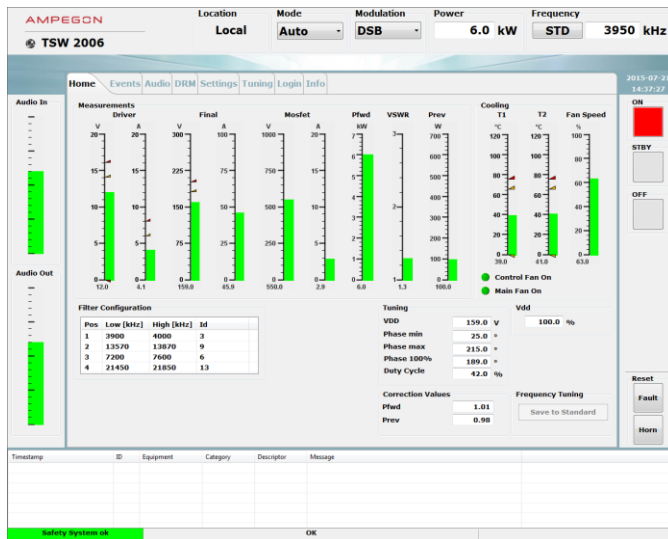 AMPEGON
TSW 2006
Location
Local
Mode
Auto
Modulation
DSB
Power
6.0 kW
Frequency
STD 3950 kHz
Home Events Audio DRM Settings Tuning Login Info
14:37:27
Audio In
Audio Out
Measurements
Driver Final Mosfet Pfwd VSWR Prev
V A V A V A kW W
20 20 300 100 1000 20 7 3 700
600
15 15 225 75 750 15 5 500
10 10 150 50 500 10 2 400
300
5 5 75 25 250 5 2 200
1 100
0 0 0 0 0 0 0 1 0
12.0 4.1 159.0 45.9 550.0 2.9 6.0 1.3 100.0
Cooling
T1 T2 Fan Speed
°C °C %
120 120 100
100 100 80
80 80 60
60 60
40 40 40
20 20 20
0 0 0
39.0 41.0 63.0
Control Fan On
Main Fan On
ON
STBY
OFF
Filter Configuration
Pos Low [kHz] High [kHz] Id
1 3900 4000 3
2 13570 13870 9
3 7200 7600 6
4 21450 21850 13
Tuning
VDD 159.0 V
Phase min 25.0 °
Phase max 215.0 °
Phase 100% 189.0 °
Duty Cycle 42.0 %
Vdd
100.0 %
Correction Values
Pfwd 1.01
Prev 0.98
Frequency Tuning
Save to Standard
Reset
Fault
Horn
Timestamp ID Equipment Category Descriptor Message
Safety System ok OK